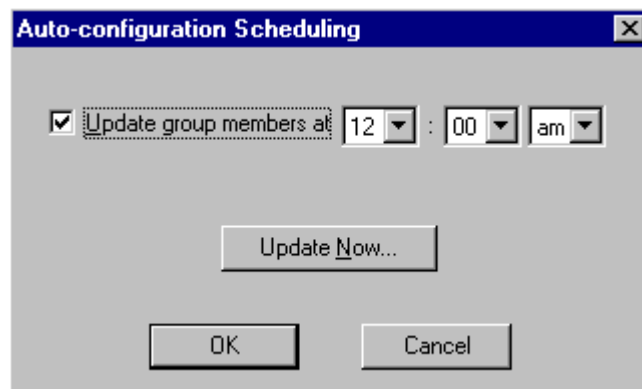 Auto-configuration Scheduling
Update group members at 12 : 00 am
Update Now...
OK Cancel